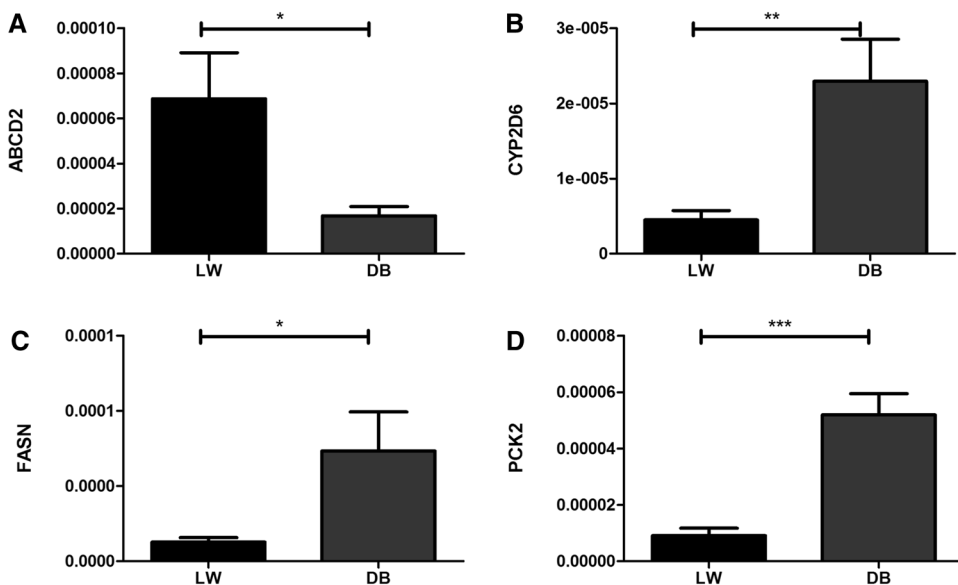 A
*
ABCD2
0.00010
0.00008
0.00006
0.00004
0.00002
0.00000
LW
DB
B
**
CYP2D6
3e-005
2e-005
1e-005
0
LW
DB
C
*
FASN
0.0001
0.0001
0.0000
0.0000
LW
DB
D
***
PCK2
0.00008
0.00006
0.00004
0.00002
0.00000
LW
DB